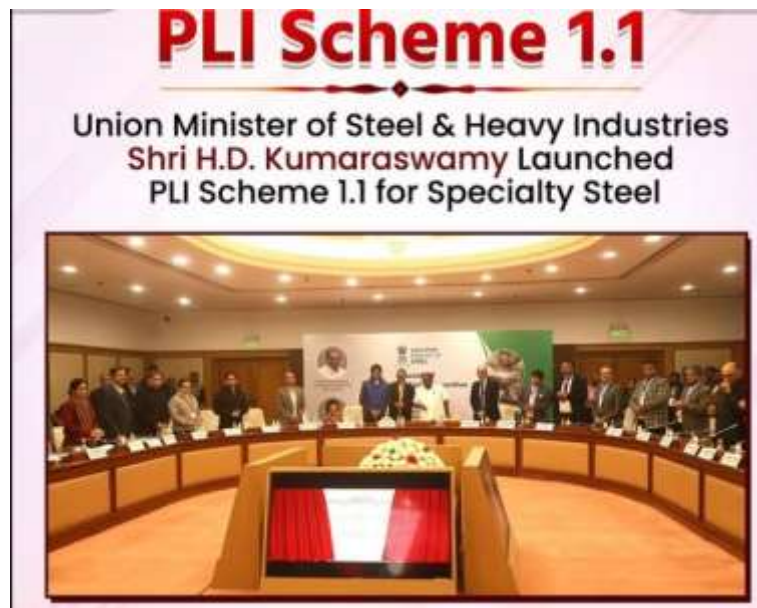 PLI Scheme 1.1
Union Minister of Steel & Heavy Industries
Shri H.D. Kumaraswamy Launched
PLI Scheme 1.1 for Specialty Steel